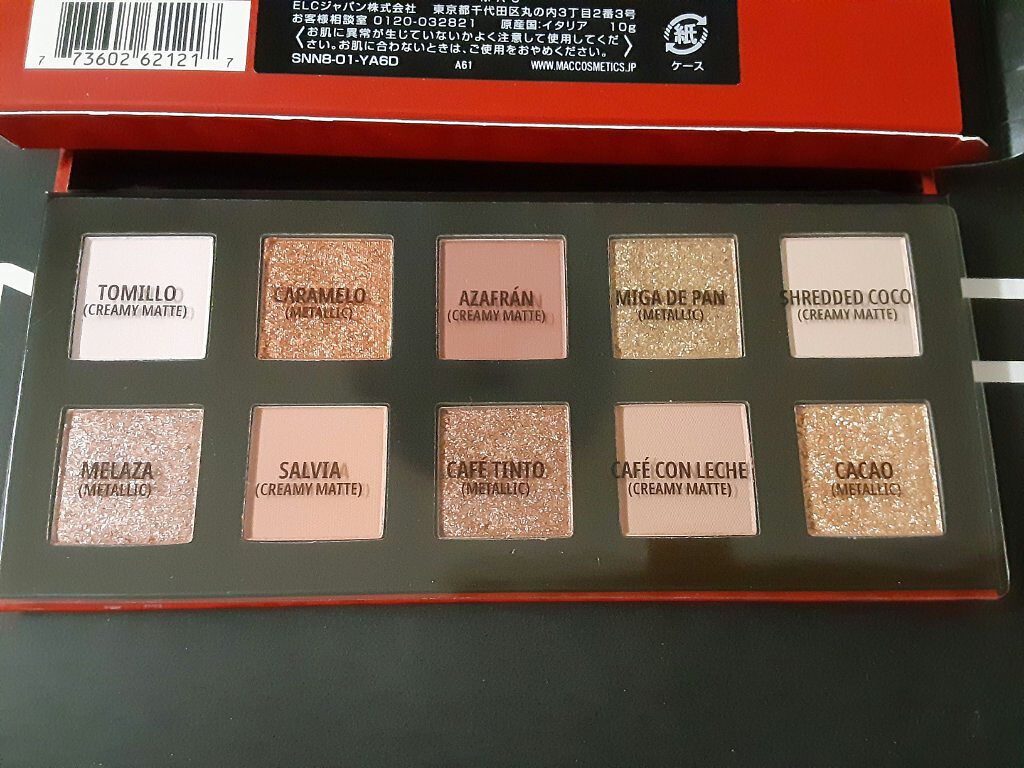 ELCジャパン株式会社　東京都千代田区丸の内3丁目2番3号
お客様相談室 0120-032821　原産国:イタリア　10g
〈お肌に異常が生じていないかよく注意して使用してくだ
さい。お肌に合わないときは、ご使用をおやめください。〉
SNN8-01-YA6D　A61　WWW.MACCOSMETICS.JP
紙
ケース
7 73602 62121 7
TOMILLO
(CREAMY MATTE)
CARAMELO
(METALLIC)
AZAFRÁN
(CREAMY MATTE)
MIGA DE PAN
(METALLIC)
SHREDDED COCO
(CREAMY MATTE)
MELAZA
(METALLIC)
SALVIA
(CREAMY MATTE)
CAFÉ TINTO
(METALLIC)
CAFÉ CON LECHE
(CREAMY MATTE)
CACAO
(METALLIC)